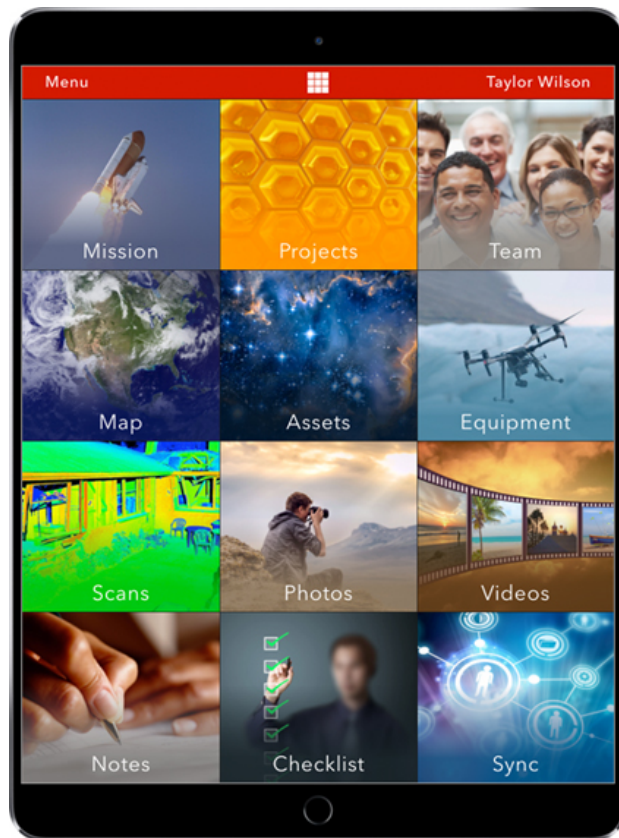 Menu
Taylor Wilson
Mission
Projects
Team
Map
Assets
Equipment
Scans
Photos
Videos
Notes
Checklist
Sync